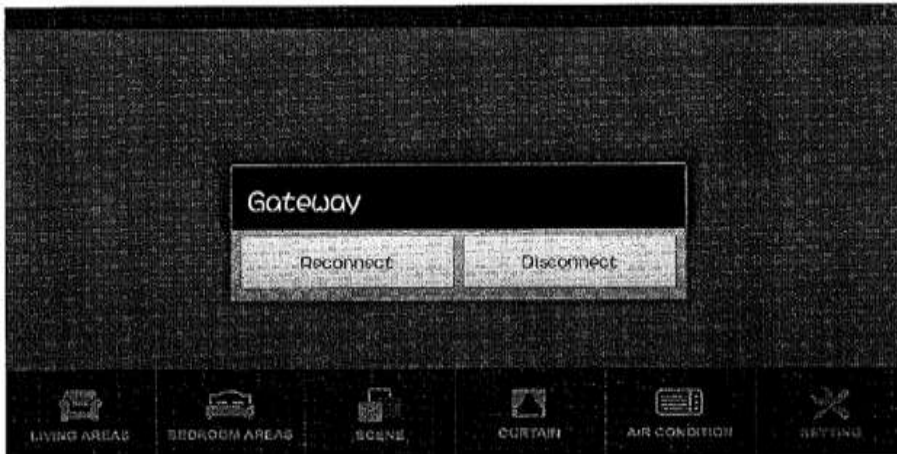 Gateway
Reconnect Disconnect
LIVING AREAS BEDROOM AREAS SCENE CURTAIN AIR CONDITION SETTING